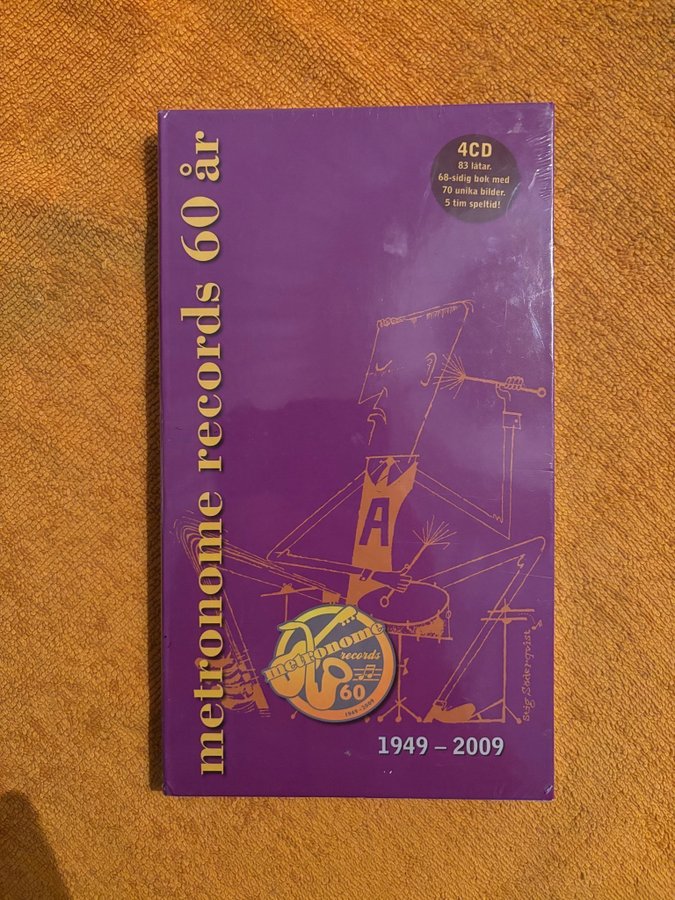 metronome records 60 år
4CD
83 låtar.
68-sidig bok med
70 unika bilder.
5 tim speltid!
A
metronome
records
60
1949 - 2009
Stig Söderqvist
1949 – 2009